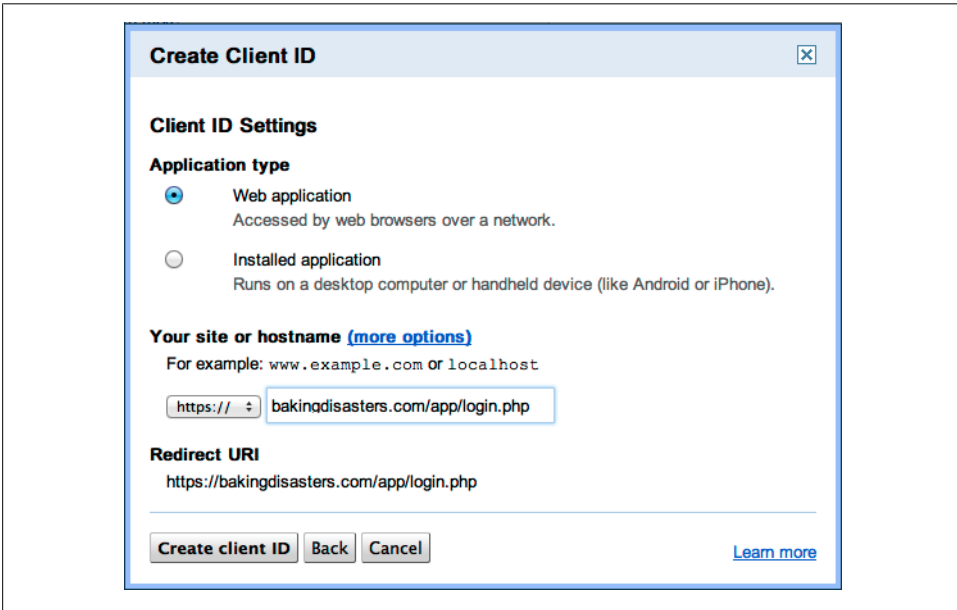 Create Client ID
Client ID Settings
Application type
Web application
Accessed by web browsers over a network.
Installed application
Runs on a desktop computer or handheld device (like Android or iPhone).
Your site or hostname (more options)
For example: www.example.com or localhost
https:// bakingdisasters.com/app/login.php
Redirect URI
https://bakingdisasters.com/app/login.php
Create client ID Back Cancel Learn more